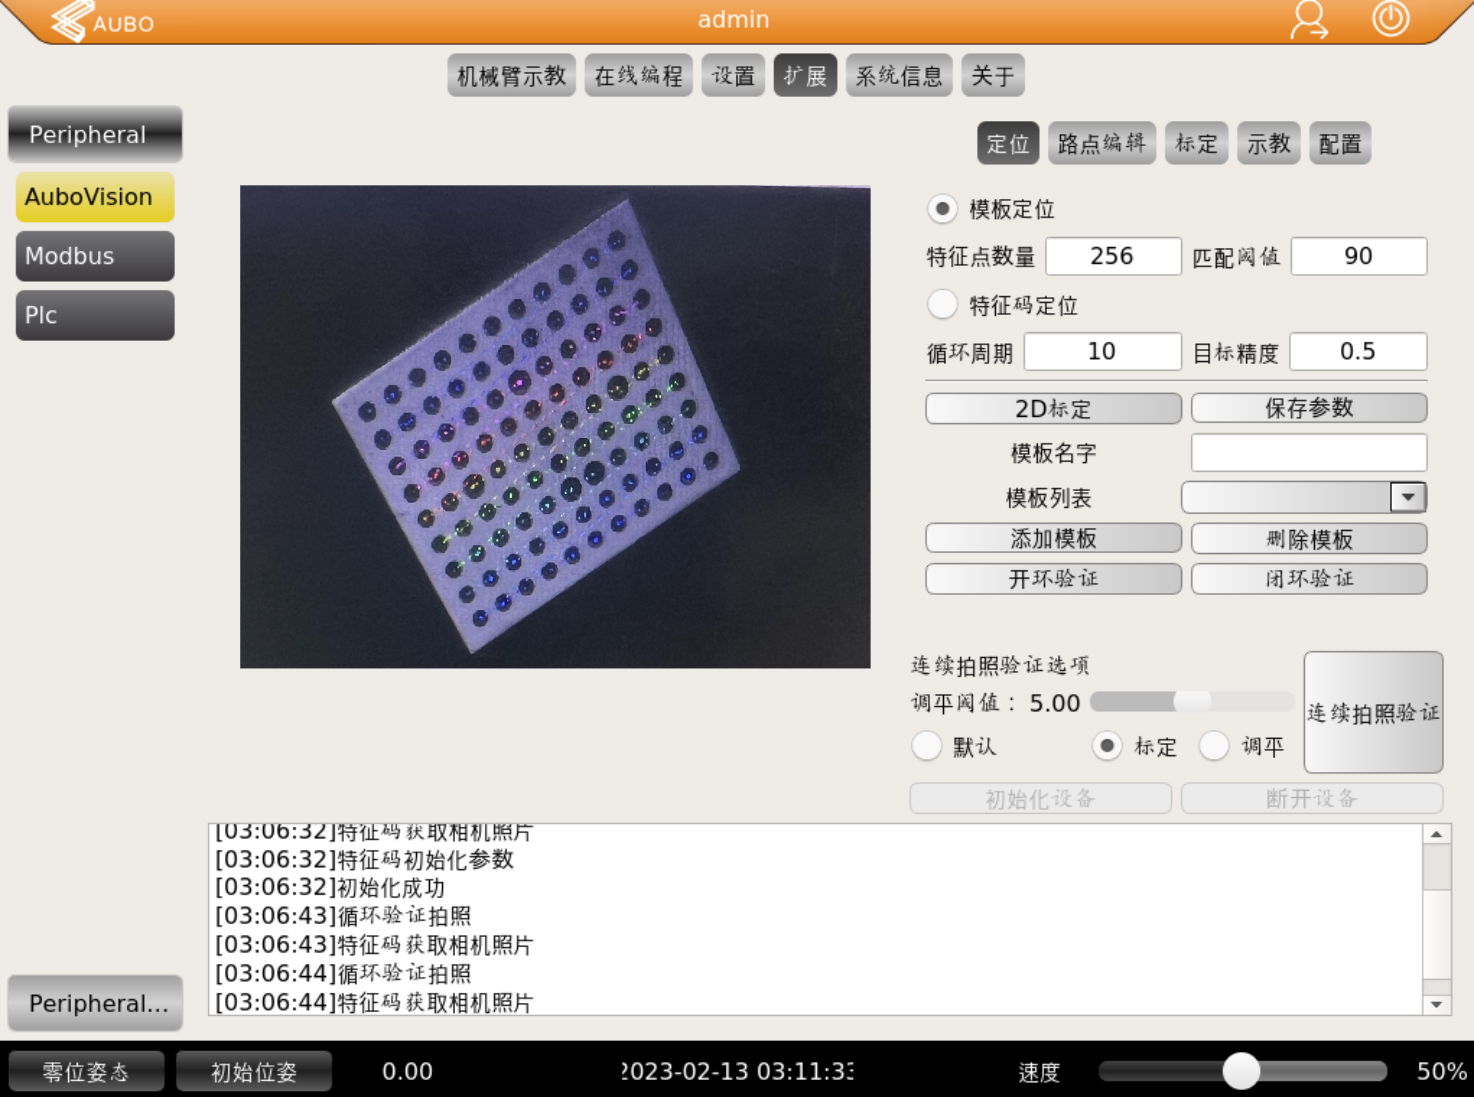 AUBO
admin
机械臂示教 在线编程 设置 扩展 系统信息 关于
Peripheral
AuboVision
Modbus
Plc
定位 路点编辑 标定 示教 配置
模板定位
特征点数量 256 匹配阈值 90
特征码定位
循环周期 10 目标精度 0.5
2D标定 保存参数
模板名字
模板列表
添加模板 删除模板
开环验证 闭环验证
连续拍照验证选项
调平阈值： 5.00
连续拍照验证
默认 标定 调平
初始化设备 断开设备
[03:06:32]特征码获取相机照片
[03:06:32]特征码初始化参数
[03:06:32]初始化成功
[03:06:43]循环验证拍照
[03:06:43]特征码获取相机照片
[03:06:44]循环验证拍照
[03:06:44]特征码获取相机照片
Peripheral...
零位姿态 初始位姿 0.00 2023-02-13 03:11:33 速度 50%